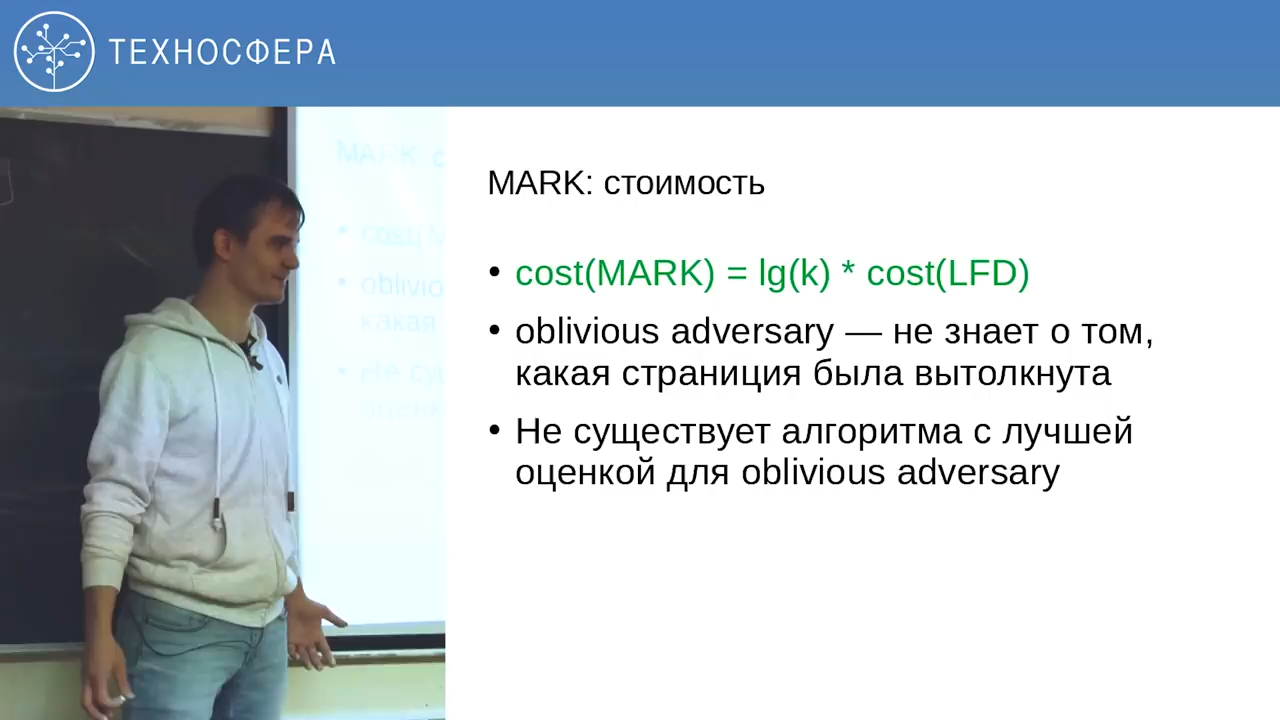 ТЕХНОСФЕРА
MARK: стоимость
• cost(MARK) = lg(k) * cost(LFD)
• oblivious adversary — не знает о том,
какая страниция была вытолкнута
• Не существует алгоритма с лучшей
оценкой для oblivious adversary